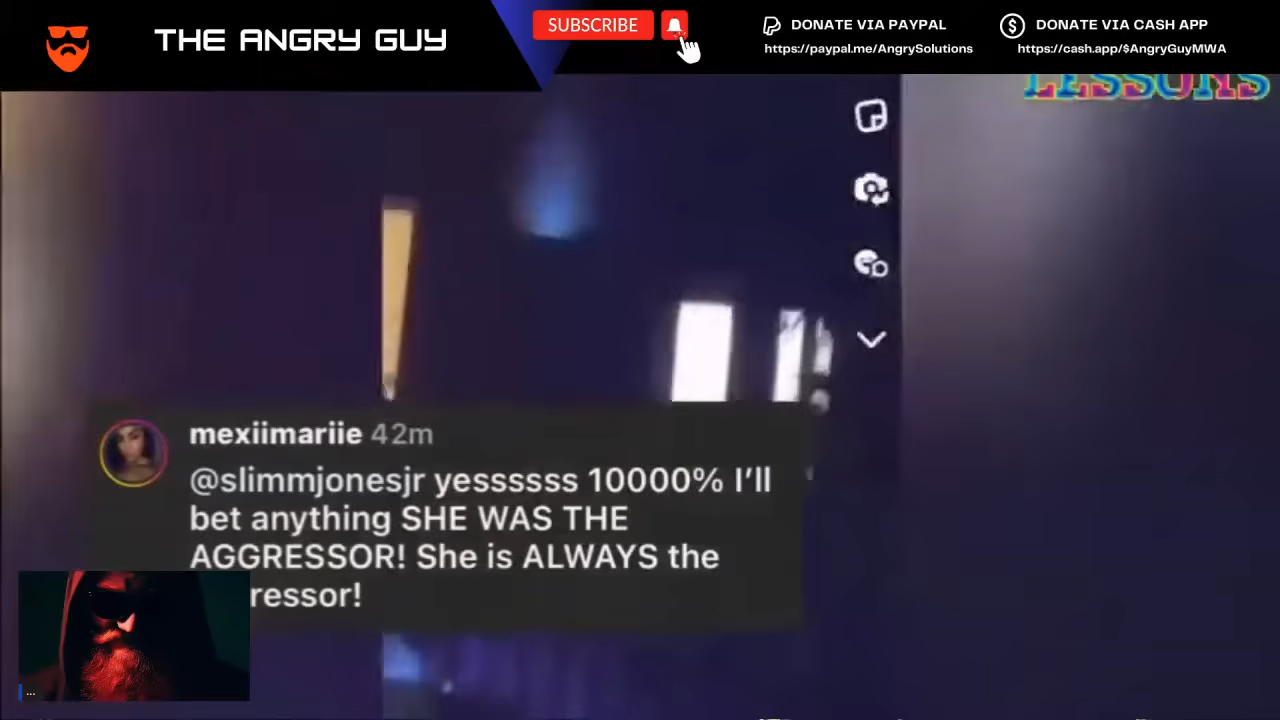 THE ANGRY GUY
SUBSCRIBE
DONATE VIA PAYPAL
https://paypal.me/AngrySolutions
DONATE VIA CASH APP
https://cash.app/$AngryGuyMWA
LESSONS
mexiimariie 42m
@slimmjonesjr yessssss 10000% I'll
bet anything SHE WAS THE
AGGRESSOR! She is ALWAYS the
ressor!
...